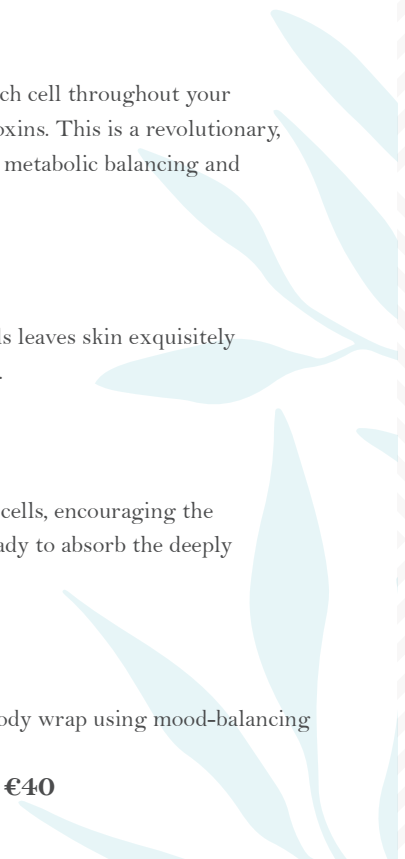 ch cell throughout your
oxins. This is a revolutionary,
metabolic balancing and
ls leaves skin exquisitely
.
cells, encouraging the
ady to absorb the deeply
ody wrap using mood-balancing
€40